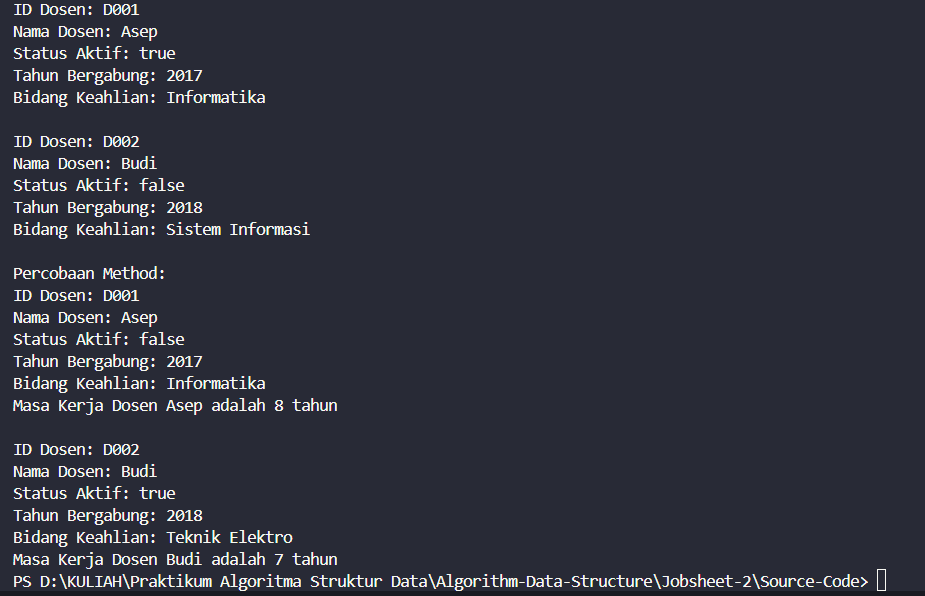 ID Dosen: D001
Nama Dosen: Asep
Status Aktif: true
Tahun Bergabung: 2017
Bidang Keahlian: Informatika
ID Dosen: D002
Nama Dosen: Budi
Status Aktif: false
Tahun Bergabung: 2018
Bidang Keahlian: Sistem Informasi
Percobaan Method:
ID Dosen: D001
Nama Dosen: Asep
Status Aktif: false
Tahun Bergabung: 2017
Bidang Keahlian: Informatika
Masa Kerja Dosen Asep adalah 8 tahun
ID Dosen: D002
Nama Dosen: Budi
Status Aktif: true
Tahun Bergabung: 2018
Bidang Keahlian: Teknik Elektro
Masa Kerja Dosen Budi adalah 7 tahun
PS D:\KULIAH\Praktikum Algoritma Struktur Data\Algorithm-Data-Structure\Jobsheet-2\Source-Code>